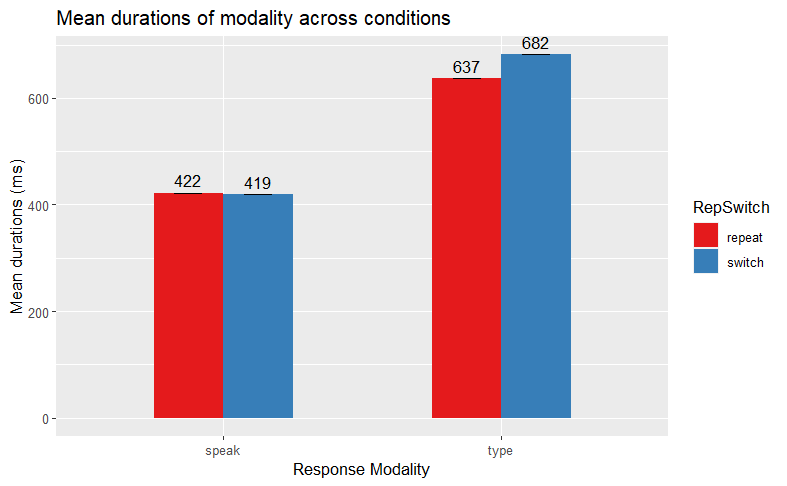 Mean durations of modality across conditions
682
637
600
422
419
400
200
0
Mean durations (ms)
speak
type
Response Modality
RepSwitch
repeat
switch